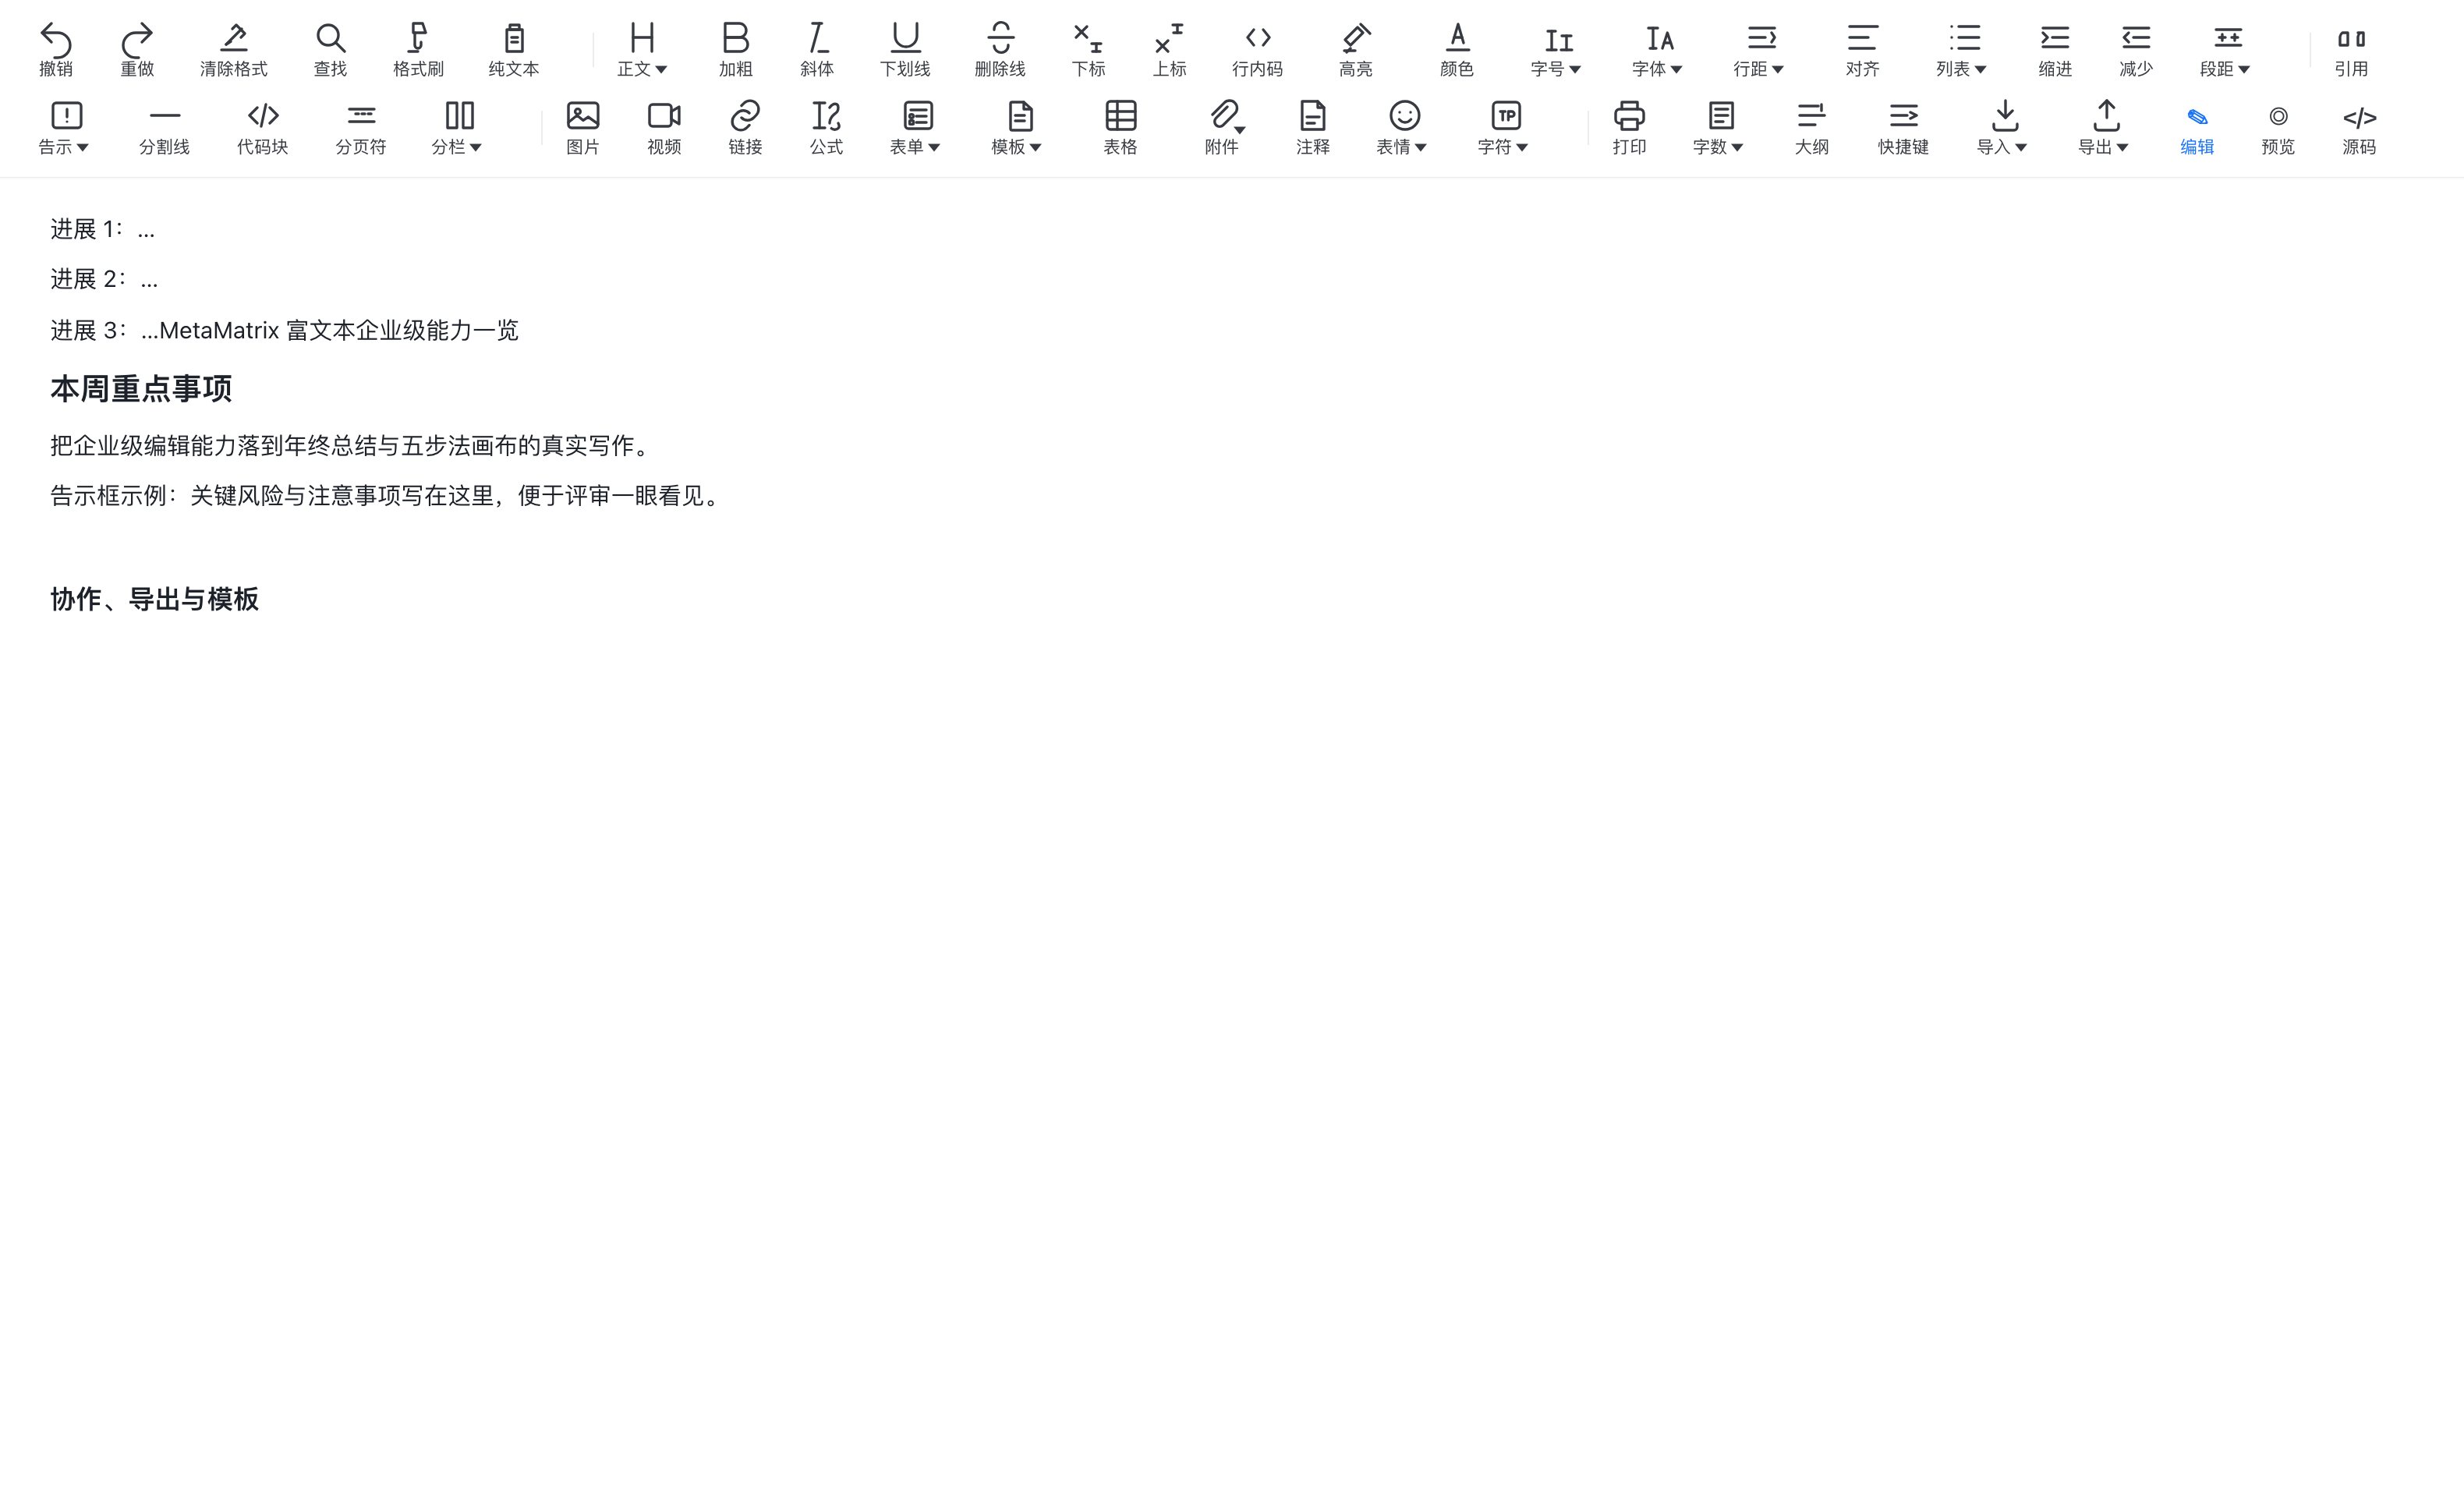 撤销 重做 清除格式 查找 格式刷 纯文本 正文 加粗 斜体 下划线 删除线 下标 上标 行内码 高亮 颜色 字号 字体 行距 对齐 列表 缩进 减少 段距 引用
告示 分割线 代码块 分页符 分栏 图片 视频 链接 公式 表单 模板 表格 附件 注释 表情 字符 打印 字数 大纲 快捷键 导入 导出 编辑 预览 源码
进展 1：...
进展 2：...
进展 3：...MetaMatrix 富文本企业级能力一览
本周重点事项
把企业级编辑能力落到年终总结与五步法画布的真实写作。
告示框示例：关键风险与注意事项写在这里，便于评审一眼看见。
协作、导出与模板